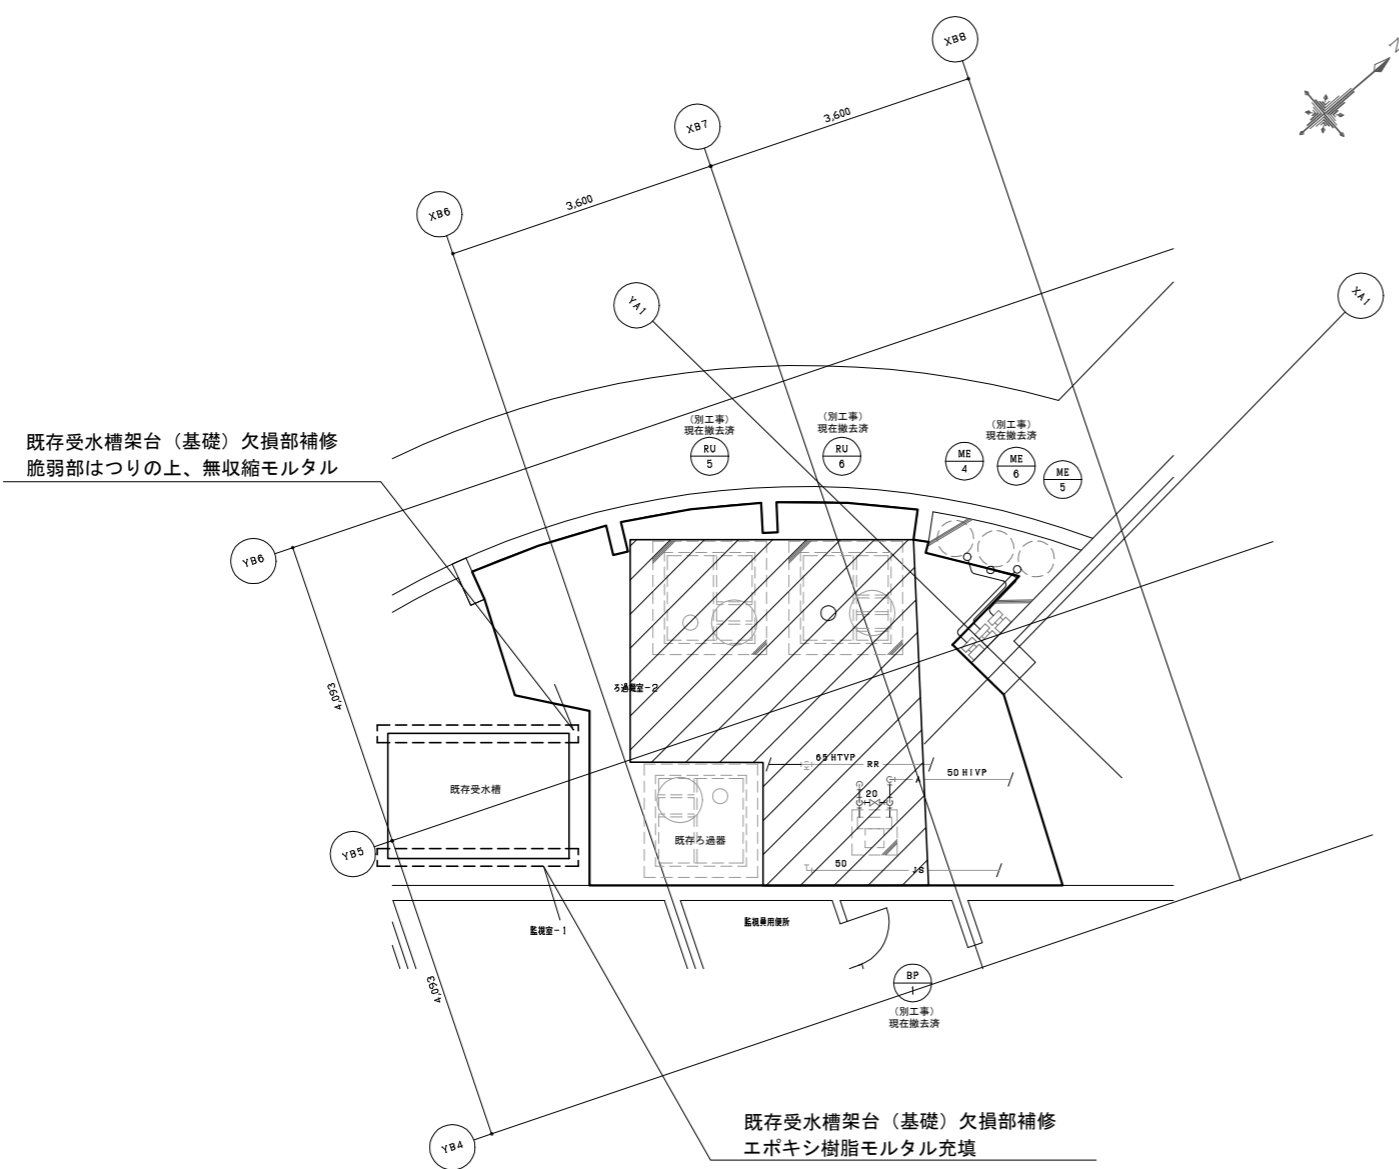 XB8
N
XB7
3,600
3,600
XB6
YA1
XA1
既存受水槽架台（基礎）欠損部補修
脆弱部はつりの上、無収縮モルタル
(別工事)
現在撤去済
RU
5
(別工事)
現在撤去済
RU
6
(別工事)
現在撤去済
ME
4
ME
6
ME
5
YB6
4,093
ろ過機室-2
65 HTVP
RR
A
50 HIVP
20
既存受水槽
既存ろ過器
YB5
50
JS
監視室-1
監視員用便所
BP
1
(別工事)
現在撤去済
4,093
YB4
既存受水槽架台（基礎）欠損部補修
エポキシ樹脂モルタル充填